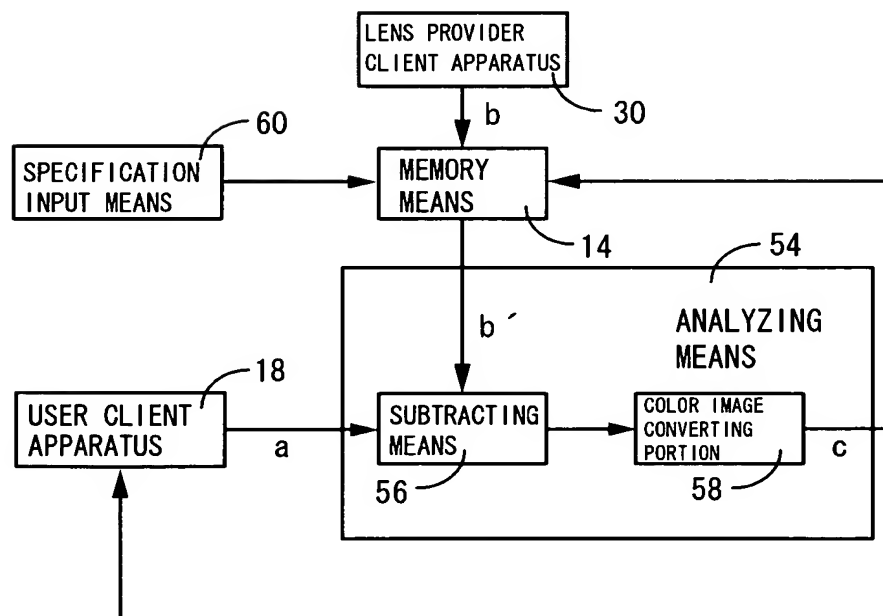 LENS PROVIDER
CLIENT APPARATUS
30
b
60
SPECIFICATION
INPUT MEANS
MEMORY
MEANS
14
54
ANALYZING
MEANS
b´
18
USER CLIENT
APPARATUS
a
SUBTRACTING
MEANS
56
COLOR IMAGE
CONVERTING
PORTION
58
c